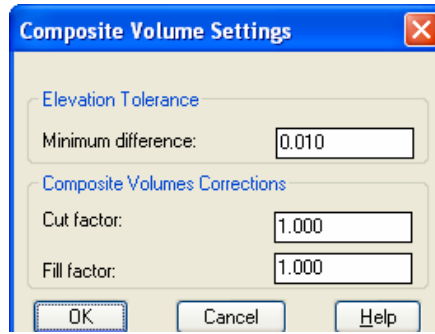 Composite Volume Settings
Elevation Tolerance
Minimum difference: 0.010
Composite Volumes Corrections
Cut factor: 1.000
Fill factor: 1.000
OK Cancel Help